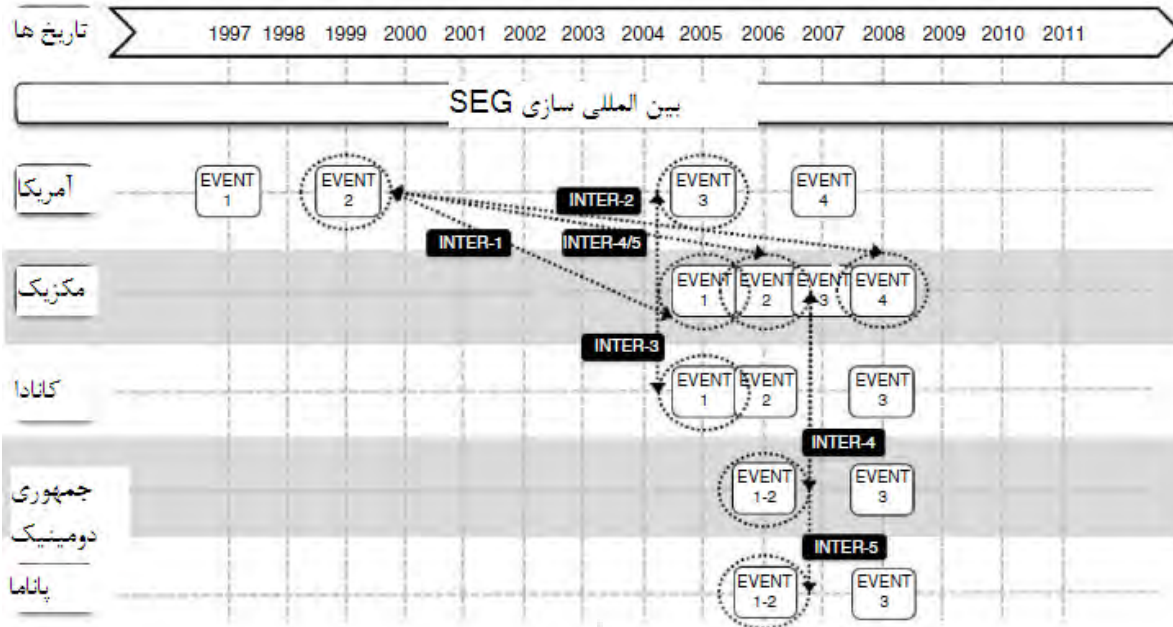 تاریخ ها
1997 1998 1999 2000 2001 2002 2003 2004 2005 2006 2007 2008 2009 2010 2011
بین المللی سازی SEG
آمریکا
EVENT 1
EVENT 2
INTER-2
EVENT 3
EVENT 4
INTER-1
INTER-4/5
مکزیک
EVENT 1
EVENT 2
EVENT 3
EVENT 4
INTER-3
کانادا
EVENT 1
EVENT 2
EVENT 3
INTER-4
جمهوری
دومینیک
EVENT 1-2
EVENT 3
INTER-5
پاناما
EVENT 1-2
EVENT 3